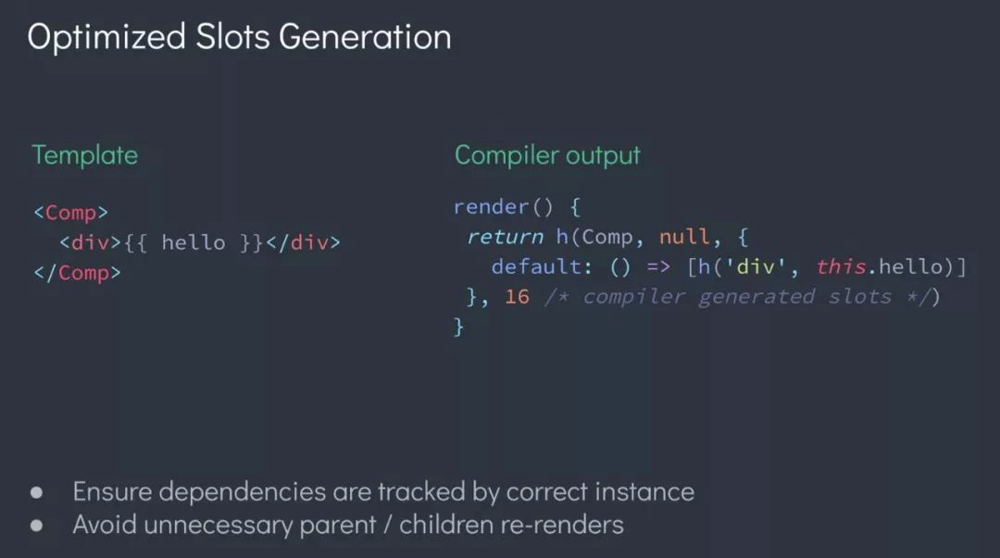 Optimized Slots Generation
Template
<Comp>
  <div>{{ hello }}</div>
</Comp>
Compiler output
render() {
 return h(Comp, null, {
   default: () => [h('div', this.hello)]
 }, 16 /* compiler generated slots */)
}
● Ensure dependencies are tracked by correct instance
● Avoid unnecessary parent / children re-renders